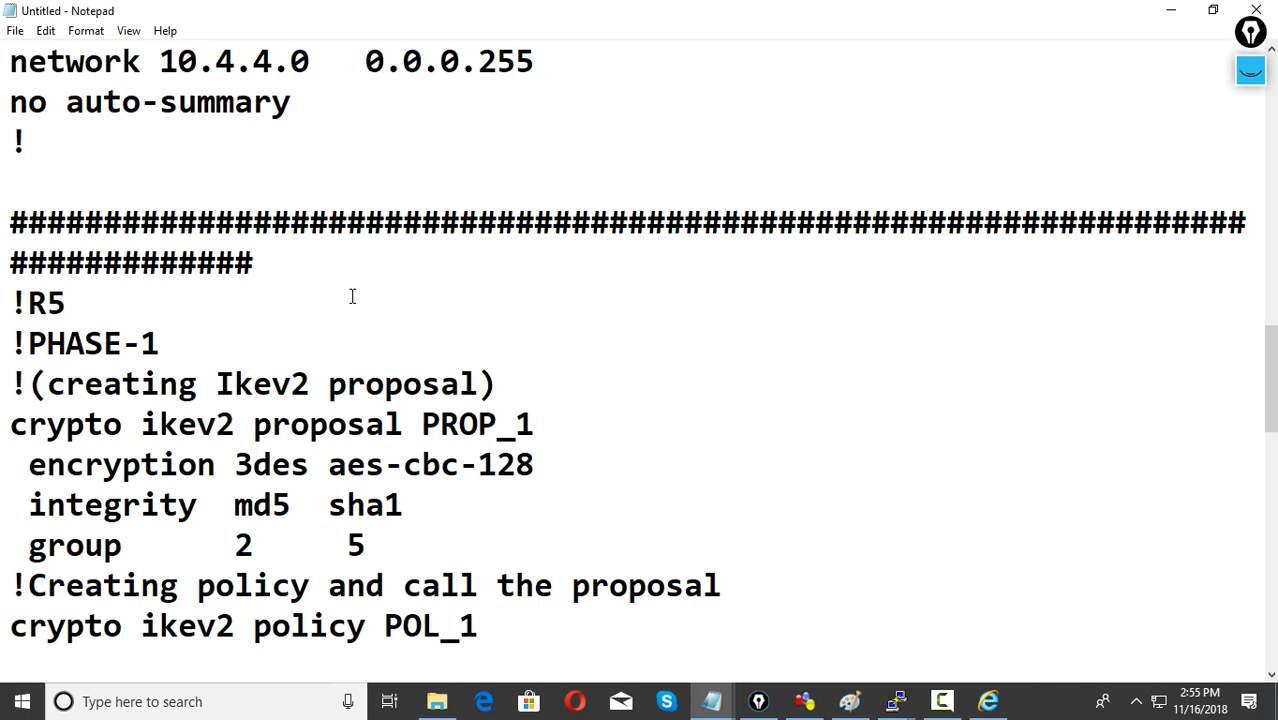 Untitled - Notepad
File Edit Format View Help
network 10.4.4.0   0.0.0.255
no auto-summary
!
##################################################################
#############
!R5
!PHASE-1
!(creating Ikev2 proposal)
crypto ikev2 proposal PROP_1
 encryption 3des aes-cbc-128
 integrity  md5  sha1
 group      2     5
!Creating policy and call the proposal
crypto ikev2 policy POL_1
Type here to search
2:55 PM
11/16/2018